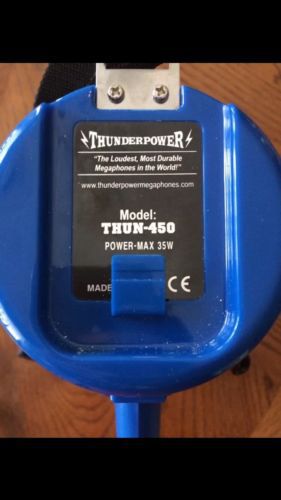 THUNDERPOWER
"The Loudest, Most Durable
Megaphones in the World!"
www.thunderpowermegaphones.com
Model:
THUN-450
POWER-MAX 35W
MADE CE